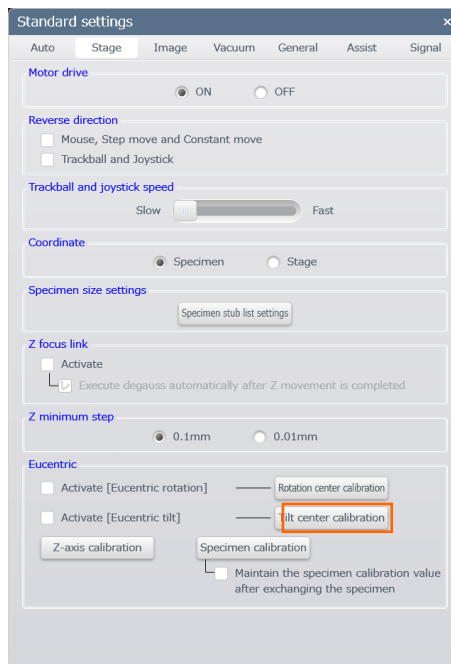 Standard settings ×
Auto Stage Image Vacuum General Assist Signal
Motor drive
ON OFF
Reverse direction
Mouse, Step move and Constant move
Trackball and Joystick
Trackball and joystick speed
Slow Fast
Coordinate
Specimen Stage
Specimen size settings
Specimen stub list settings
Z focus link
Activate
Execute degauss automatically after Z movement is completed
Z minimum step
0.1mm 0.01mm
Eucentric
Activate [Eucentric rotation] Rotation center calibration
Activate [Eucentric tilt] Tilt center calibration
Z-axis calibration Specimen calibration
Maintain the specimen calibration value
after exchanging the specimen